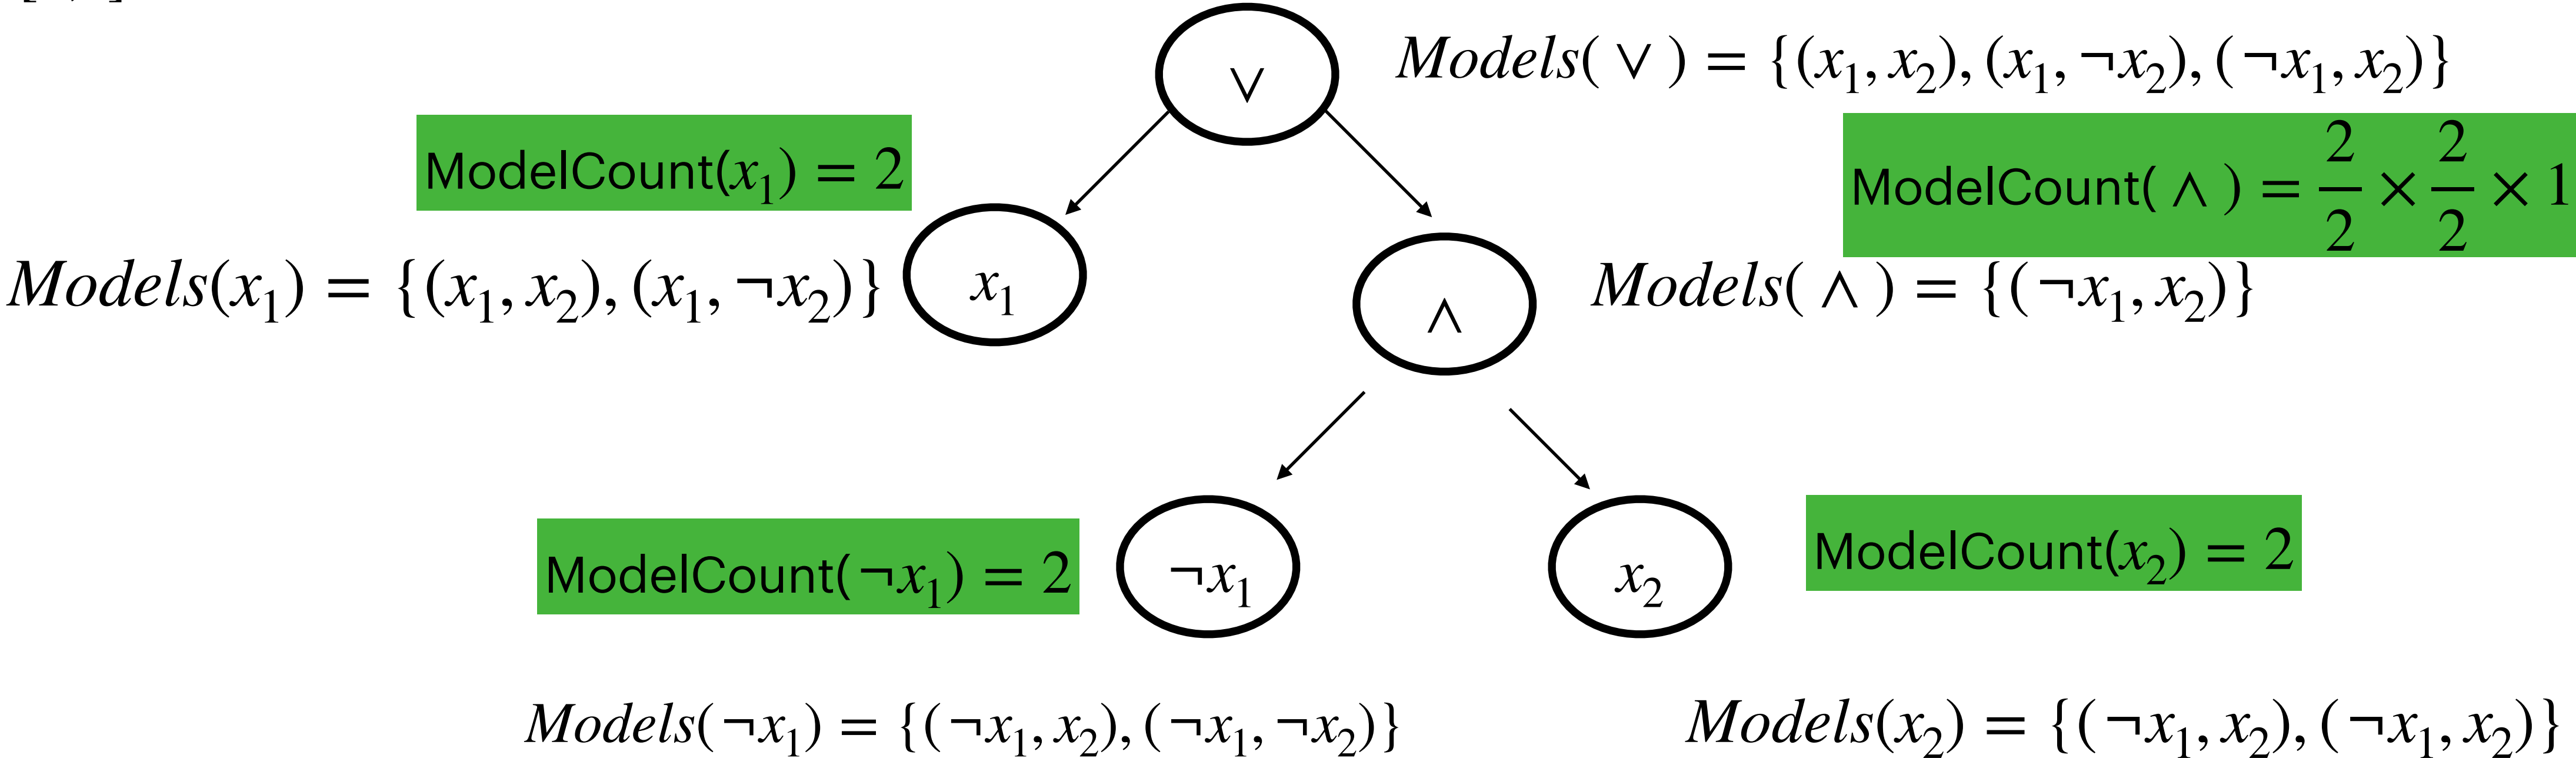 ∨
Models( ∨ ) = {(x₁, x₂), (x₁, ¬x₂), ( ¬x₁, x₂)}
ModelCount(x₁) = 2
ModelCount( ∧ ) = 2/2 × 2/2 × 1
Models(x₁) = {(x₁, x₂), (x₁, ¬x₂)}
x₁
∧
Models( ∧ ) = {( ¬x₁, x₂)}
ModelCount( ¬x₁) = 2
¬x₁
x₂
ModelCount(x₂) = 2
Models( ¬x₁) = {( ¬x₁, x₂), ( ¬x₁, ¬x₂)}
Models(x₂) = {( ¬x₁, x₂), ( ¬x₁, x₂)}